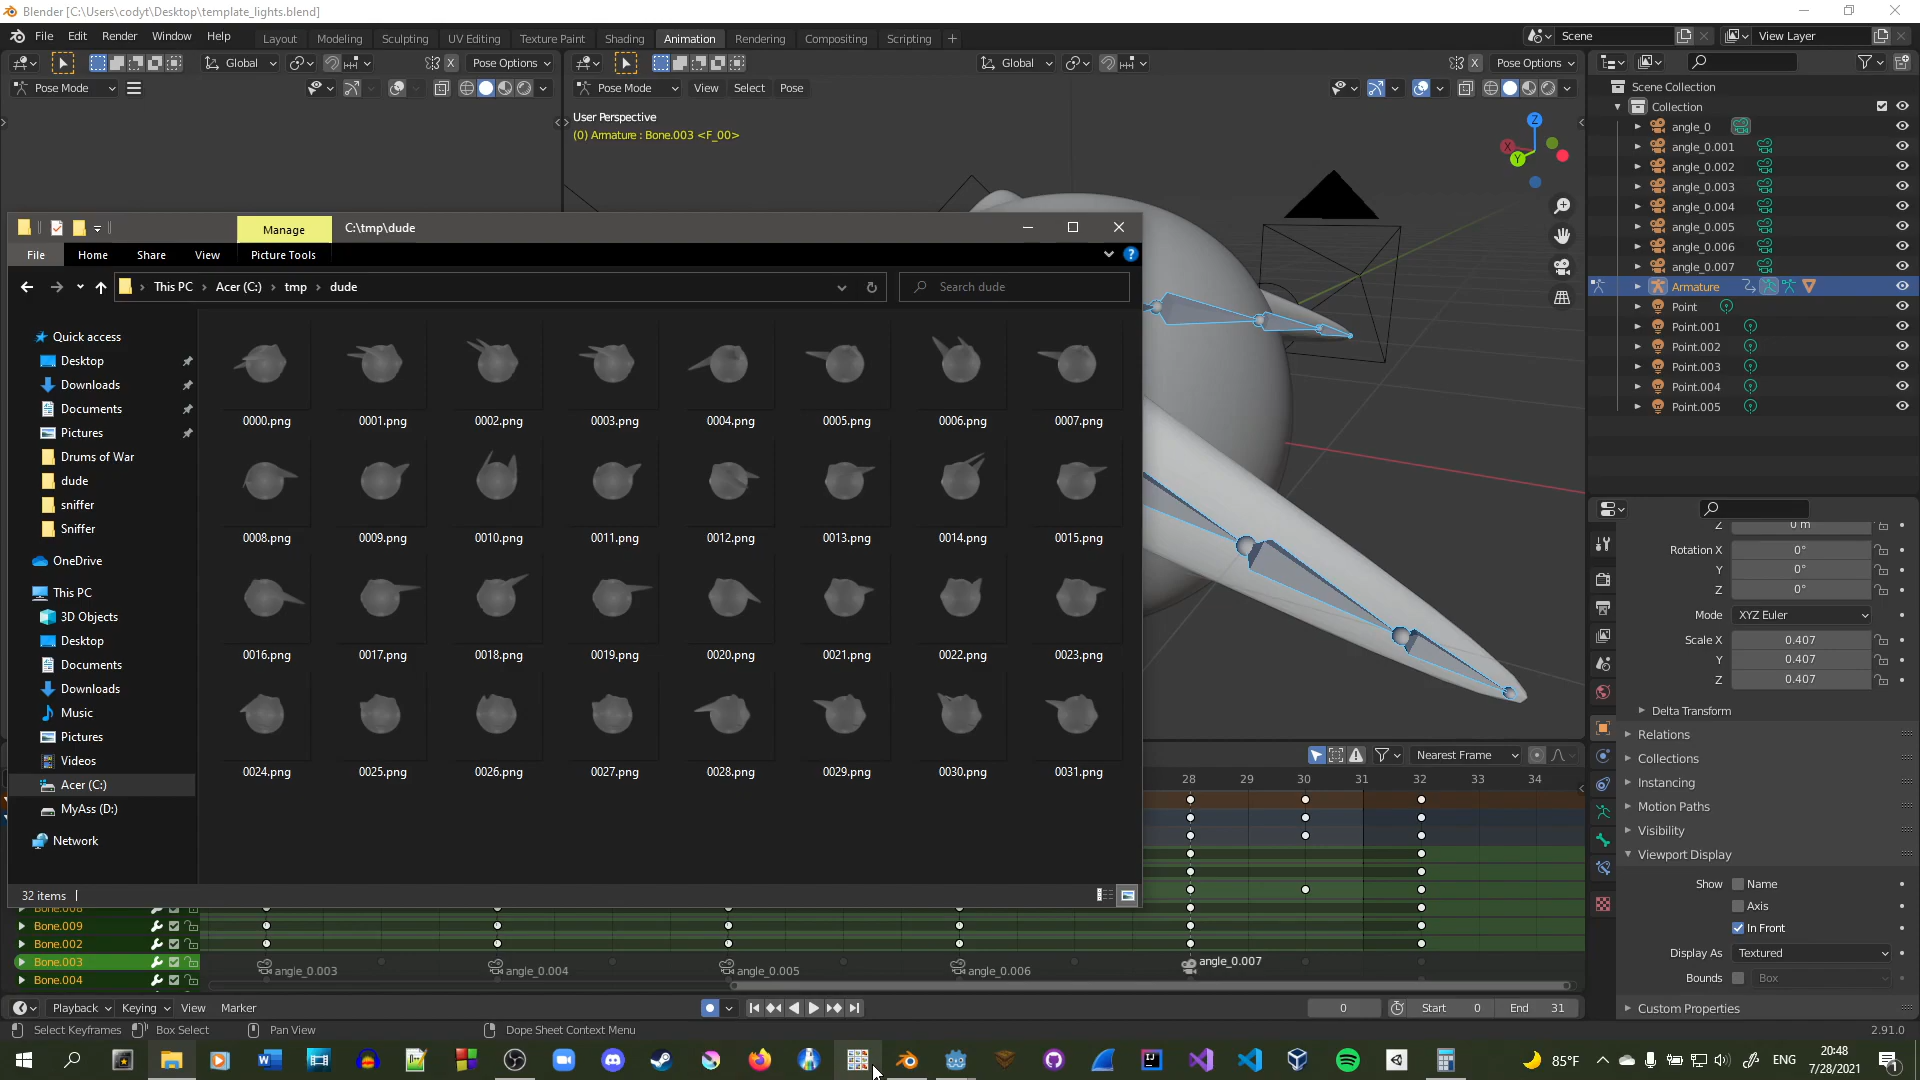 Blender [C:\Users\codyt\Desktop\template_lights.blend]
File Edit Render Window Help Layout Modeling Sculpting UV Editing Texture Paint Shading Animation Rendering Compositing Scripting + Scene View Layer
Global X Pose Options Global X Pose Options
Pose Mode Pose Mode View Select Pose
User Perspective
(0) Armature : Bone.003 <F_00>
Z
X
Y
Scene Collection
Collection
angle_0
angle_0.001
angle_0.002
angle_0.003
angle_0.004
angle_0.005
angle_0.006
angle_0.007
Armature
Point
Point.001
Point.002
Point.003
Point.004
Point.005
Manage C:\tmp\dude
File Home Share View Picture Tools
This PC › Acer (C:) › tmp › dude Search dude
Quick access
Desktop
Downloads
Documents
Pictures
Drums of War
dude
sniffer
Sniffer
OneDrive
This PC
3D Objects
Desktop
Documents
Downloads
Music
Pictures
Videos
Acer (C:)
MyAss (D:)
Network
0000.png 0001.png 0002.png 0003.png 0004.png 0005.png 0006.png 0007.png
0008.png 0009.png 0010.png 0011.png 0012.png 0013.png 0014.png 0015.png
0016.png 0017.png 0018.png 0019.png 0020.png 0021.png 0022.png 0023.png
0024.png 0025.png 0026.png 0027.png 0028.png 0029.png 0030.png 0031.png
32 items
Z 0 m
Rotation X 0°
Y 0°
Z 0°
Mode XYZ Euler
Scale X 0.407
Y 0.407
Z 0.407
Delta Transform
Relations
Collections
Instancing
Motion Paths
Visibility
Viewport Display
Show Name
Axis
In Front
Display As Textured
Bounds Box
Custom Properties
Nearest Frame
28 29 30 31 32 33 34
Bone.008
Bone.009
Bone.002
Bone.003
Bone.004
angle_0.003 angle_0.004 angle_0.005 angle_0.006 angle_0.007
Playback Keying View Marker 0 Start 0 End 31
Select Keyframes Box Select Pan View Dope Sheet Context Menu 2.91.0
85°F ENG 20:48
7/28/2021
1